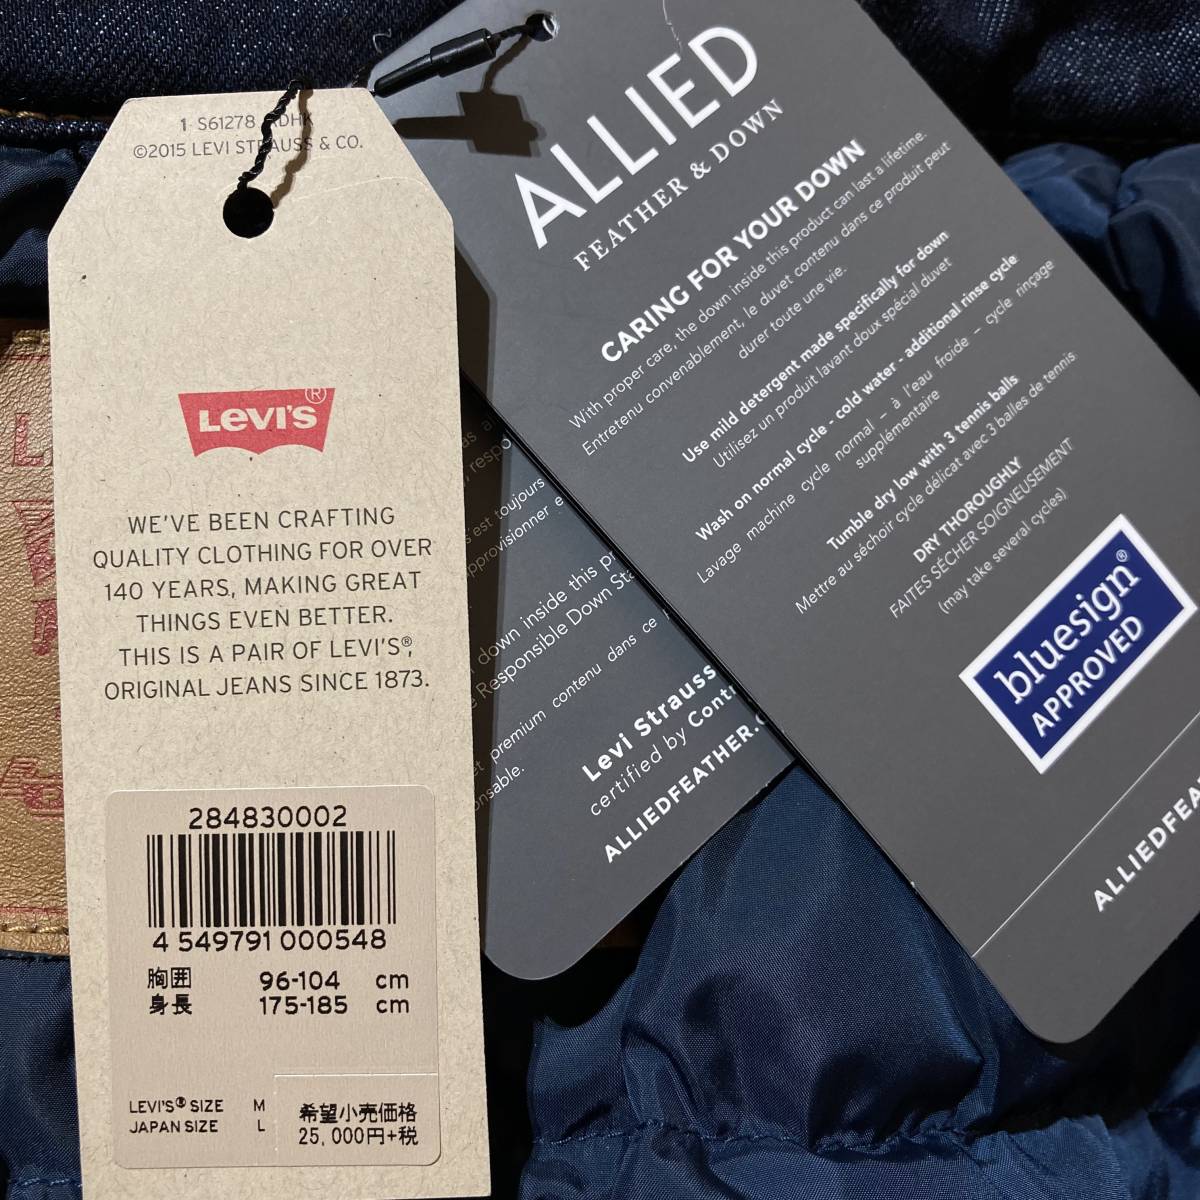 1 S61278
©2015 LEVI STRAUSS & CO.
LEVI'S®
WE'VE BEEN CRAFTING
QUALITY CLOTHING FOR OVER
140 YEARS, MAKING GREAT
THINGS EVEN BETTER.
THIS IS A PAIR OF LEVI'S®,
ORIGINAL JEANS SINCE 1873.
284830002
4 549791 000548
胸囲 96-104 cm
身長 175-185 cm
LEVI'S® SIZE M
JAPAN SIZE L
希望小売価格
25,000円+税
ALLIED
FEATHER & DOWN
CARING FOR YOUR DOWN
With proper care, the down inside this product can last a lifetime.
Entretenu convenablement, le duvet contenu dans ce produit peut
durer toute une vie.
Use mild detergent made specifically for down
Utilisez un produit lavant doux spécial duvet
Wash on normal cycle - cold water - additional rinse cycle
Lavage machine cycle normal – à l'eau froide – cycle rinçage
supplémentaire
Tumble dry low with 3 tennis balls
Mettre au séchoir cycle délicat avec 3 balles de tennis
DRY THOROUGHLY
FAITES SÉCHER SOIGNEUSEMENT
(may take several cycles)
bluesign®
APPROVED
ALLIEDFEA
s'est toujours
approvisionner
down inside this
Responsible Down
premium contenu dans ce
Levi Strauss
certified by
ALLIEDFEATHER.